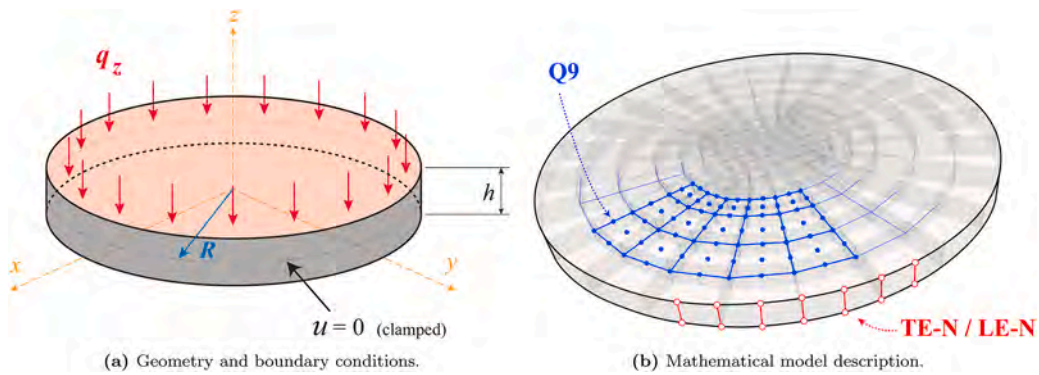 z
q_z
h
R
x
y
u = 0 (clamped)
(a) Geometry and boundary conditions.
Q9
TE-N / LE-N
(b) Mathematical model description.